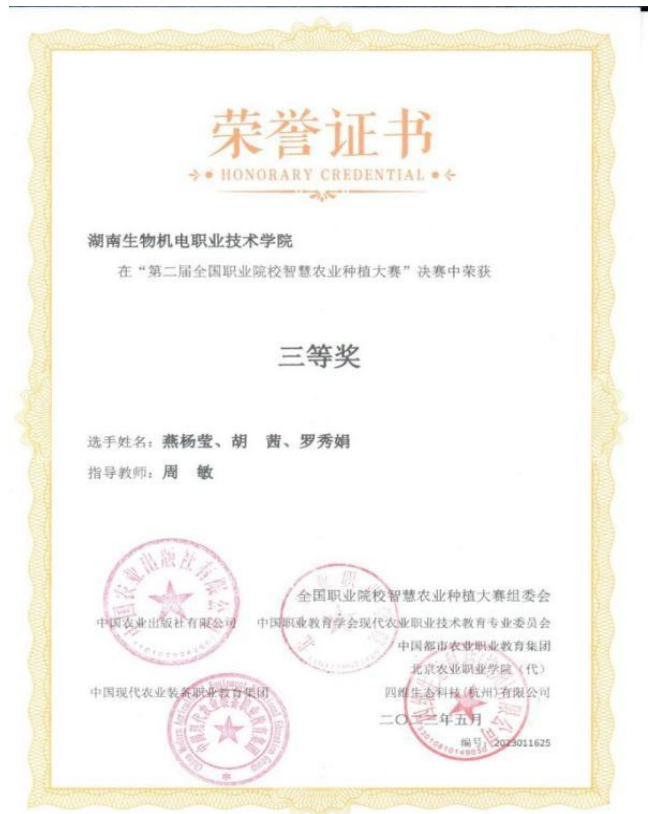 荣誉证书
HONORARY CREDENTIAL
湖南生物机电职业技术学院
在“第二届全国职业院校智慧农业种植大赛”决赛中荣获
三等奖
选手姓名：燕杨莹、胡　茜、罗秀娟
指导教师：周　敏
全国职业院校智慧农业种植大赛组委会
中国农业出版社有限公司　中国职业教育学会现代农业职业技术教育专业委员会
中国都市农业职业教育集团
北京农业职业学院（代）
中国现代农业装备职业教育集团　四维生态科技（杭州）有限公司
二〇二三年五月
编号：2023011625